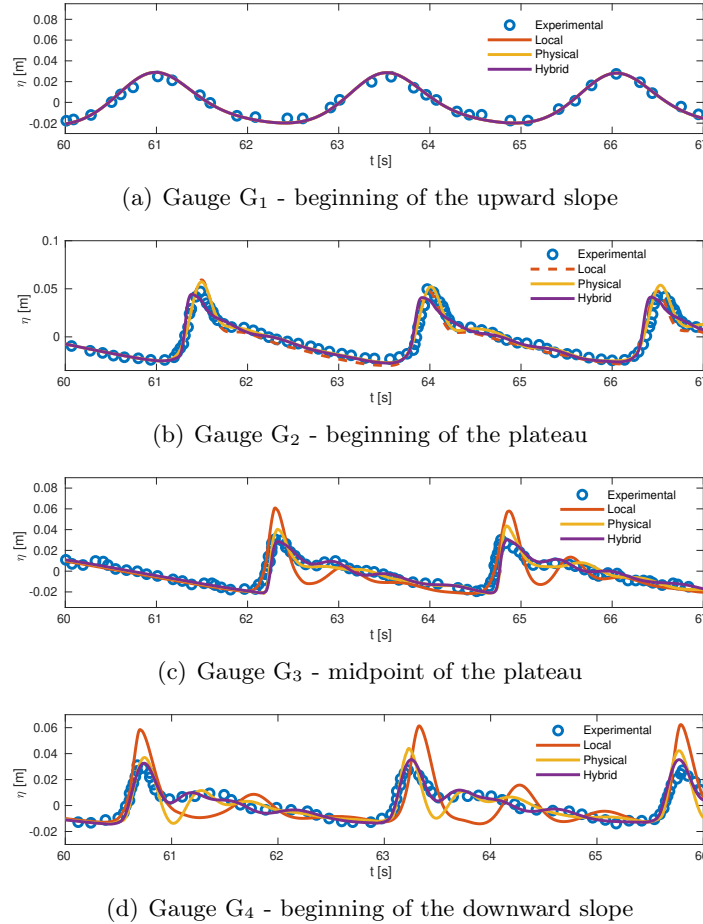 0.08
0.06
0.04
0.02
0
-0.02
η [m]
Experimental
Local
Physical
Hybrid
60 61 62 63 64 65 66 67
t [s]
(a) Gauge G₁ - beginning of the upward slope
0.1
0.05
0
η [m]
Experimental
Local
Physical
Hybrid
60 61 62 63 64 65 66 67
t [s]
(b) Gauge G₂ - beginning of the plateau
0.08
0.06
0.04
0.02
0
-0.02
η [m]
Experimental
Local
Physical
Hybrid
60 61 62 63 64 65 66 67
t [s]
(c) Gauge G₃ - midpoint of the plateau
0.06
0.04
0.02
0
-0.02
η [m]
Experimental
Local
Physical
Hybrid
60 61 62 63 64 65 66
t [s]
(d) Gauge G₄ - beginning of the downward slope